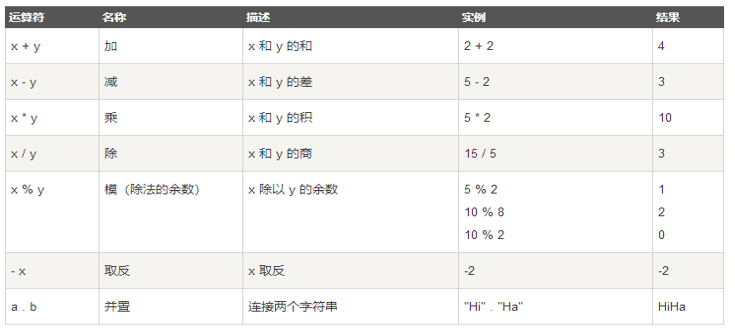 运算符 名称 描述 实例 结果
x + y 加 x 和 y 的和 2 + 2 4
x - y 减 x 和 y 的差 5 - 2 3
x * y 乘 x 和 y 的积 5 * 2 10
x / y 除 x 和 y 的商 15 / 5 3
x % y 模（除法的余数） x 除以 y 的余数 5 % 2 1
10 % 8 2
10 % 2 0
- x 取反 x 取反 -2 -2
a . b 并置 连接两个字符串 "Hi" . "Ha" HiHa